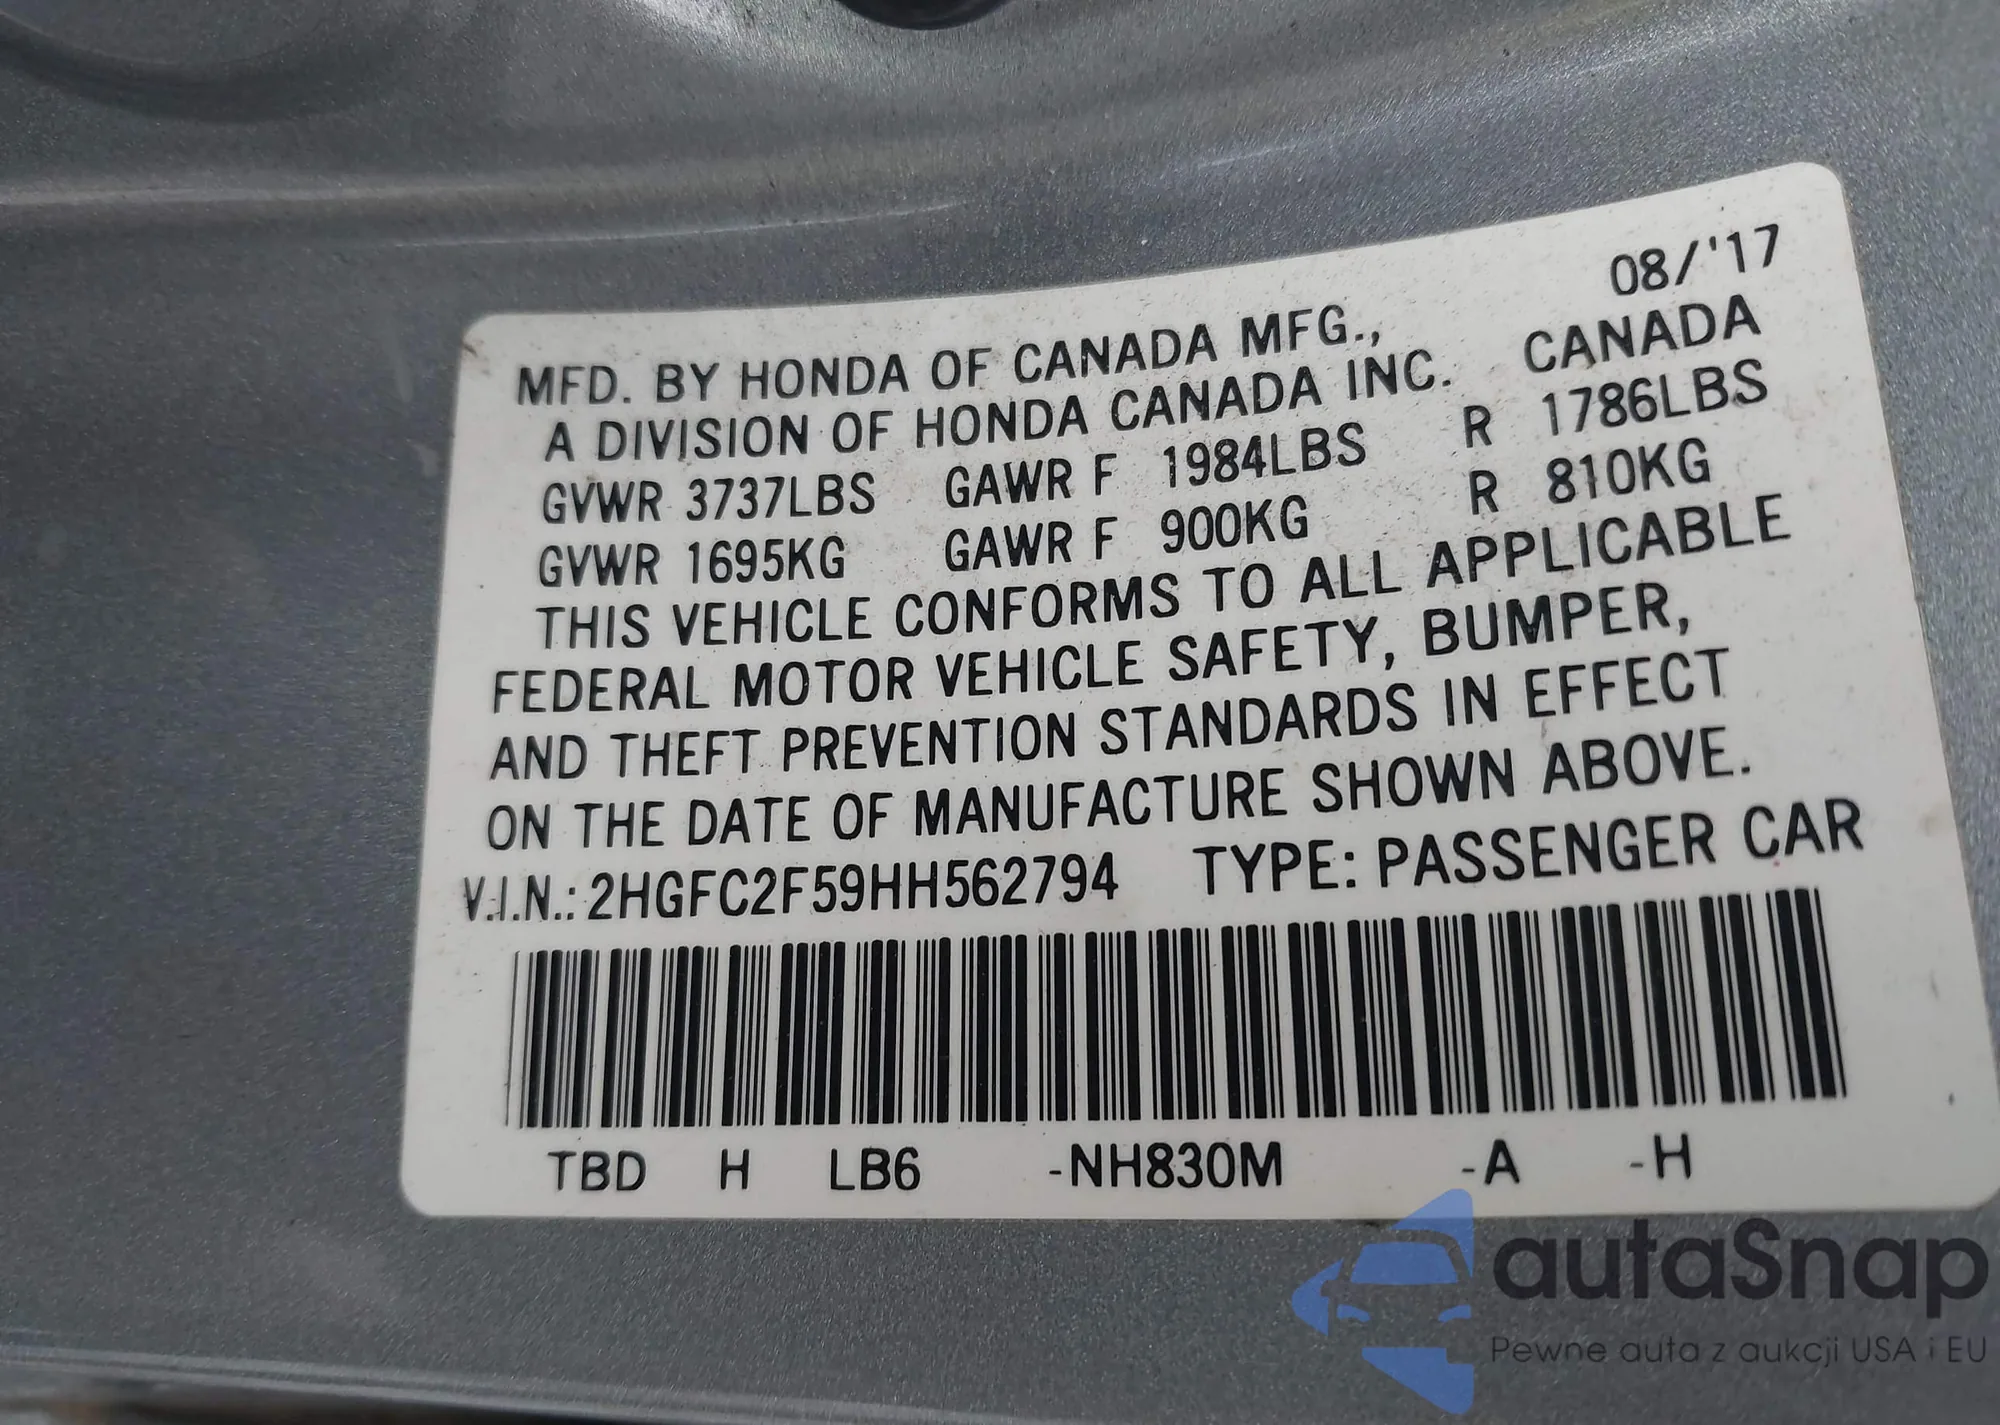 08/'17
MFD. BY HONDA OF CANADA MFG.,
A DIVISION OF HONDA CANADA INC. CANADA
GVWR 3737LBS GAWR F 1984LBS R 1786LBS
GVWR 1695KG GAWR F 900KG R 810KG
THIS VEHICLE CONFORMS TO ALL APPLICABLE
FEDERAL MOTOR VEHICLE SAFETY, BUMPER,
AND THEFT PREVENTION STANDARDS IN EFFECT
ON THE DATE OF MANUFACTURE SHOWN ABOVE.
V.I.N.: 2HGFC2F59HH562794 TYPE: PASSENGER CAR
TBD H LB6 -NH830M -A -H
autaSnap
Pewne auta z aukcji USA i EU